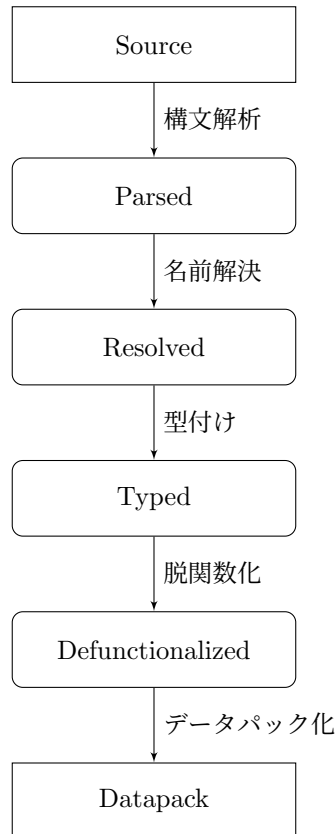 Source
構文解析
Parsed
名前解決
Resolved
型付け
Typed
脱関数化
Defunctionalized
データパック化
Datapack